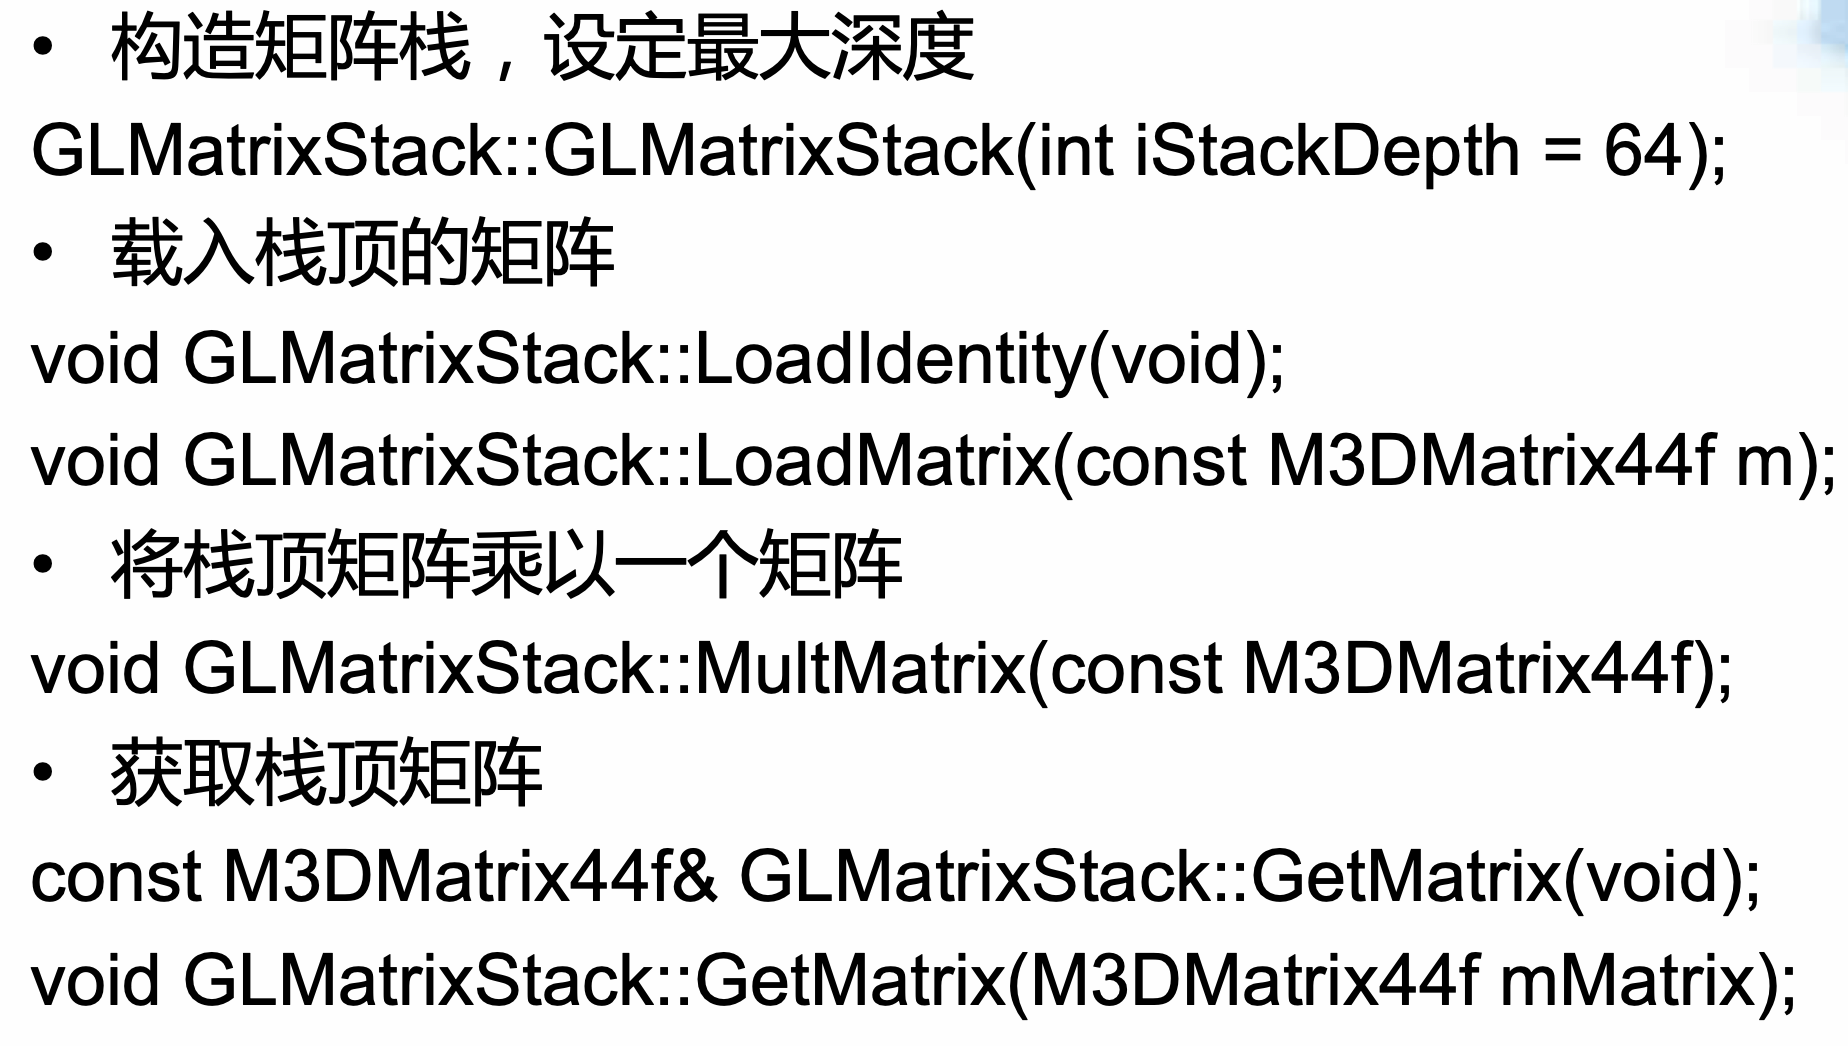 • 构造矩阵栈，设定最大深度
GLMatrixStack::GLMatrixStack(int iStackDepth = 64);
• 载入栈顶的矩阵
void GLMatrixStack::LoadIdentity(void);
void GLMatrixStack::LoadMatrix(const M3DMatrix44f m);
• 将栈顶矩阵乘以一个矩阵
void GLMatrixStack::MultMatrix(const M3DMatrix44f);
• 获取栈顶矩阵
const M3DMatrix44f& GLMatrixStack::GetMatrix(void);
void GLMatrixStack::GetMatrix(M3DMatrix44f mMatrix);